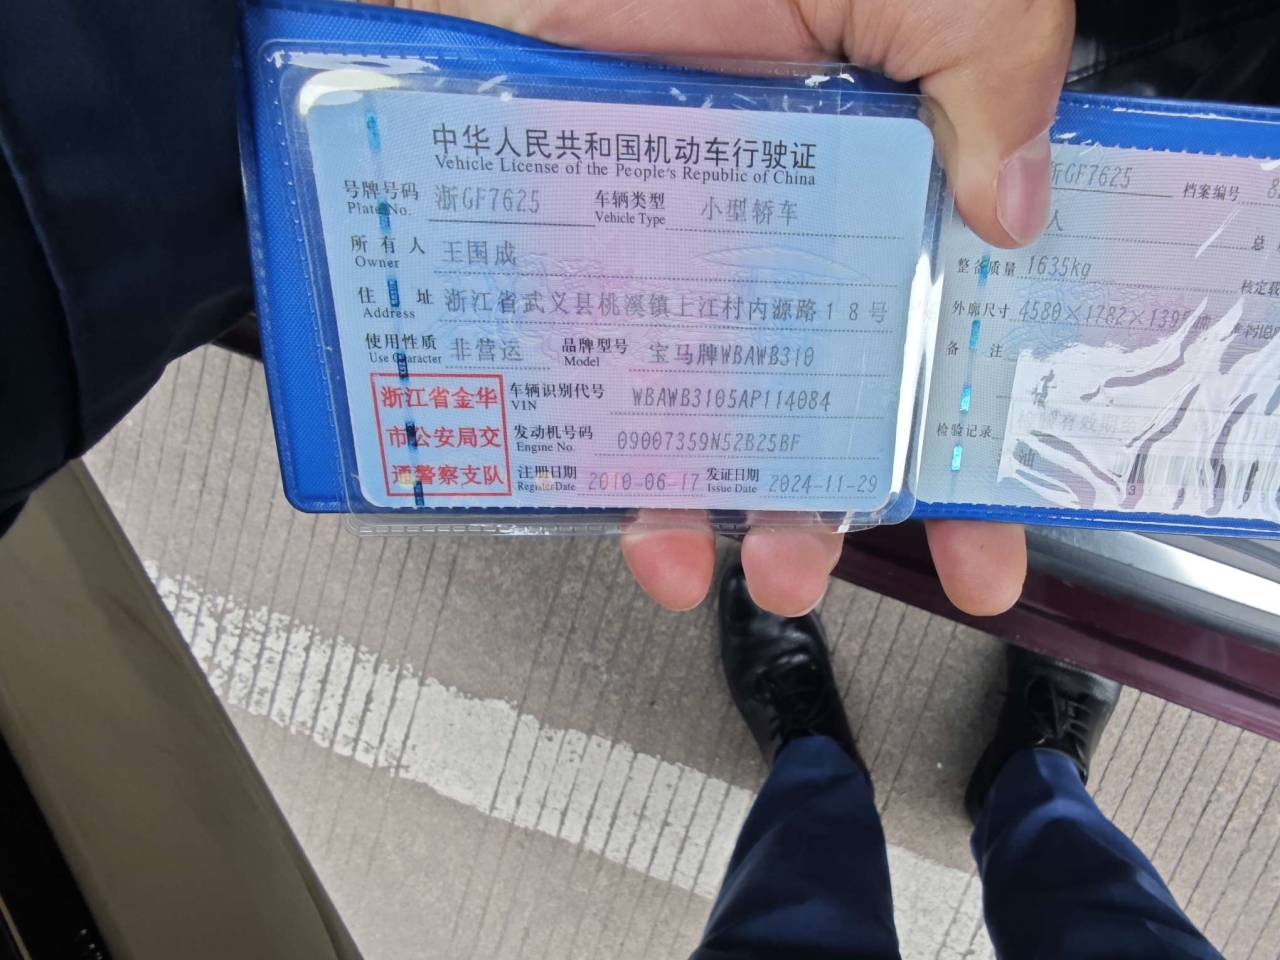 中华人民共和国机动车行驶证
Vehicle License of the People's Republic of China
号牌号码 浙GF7625 车辆类型 小型轿车
Plate No. Vehicle Type
所有人 王国成
Owner
住址 浙江省武义县桃溪镇上江村内源路18号
Address
使用性质 非营运 品牌型号 宝马牌WBAWB310
Use Character Model
浙江省金华
市公安局交
通警察支队
车辆识别代号 WBAWB3105AP114084
VIN
发动机号码 09007359N52B25BF
Engine No.
注册日期 2010-06-17 发证日期 2024-11-29
Register Date Issue Date
浙GF7625 档案编号
人 总
整备质量 1635kg 核定载
外廓尺寸 4580×1782×1395
备注
检验记录
油